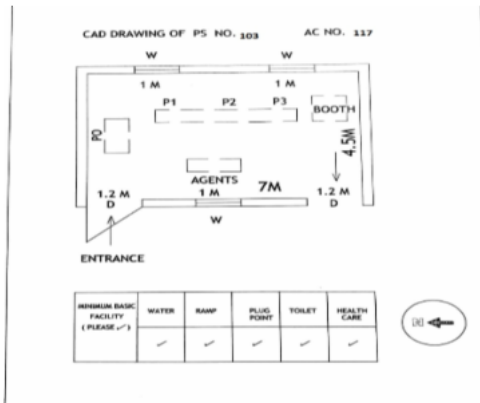 CAD DRAWING OF PS NO. 103 AC NO. 117
W W
1 M 1 M
P1 P2 P3 BOOTH
PO
4.5M
AGENTS
1.2 M 1 M 7M 1.2 M
D D
W
ENTRANCE
MINIMUM BASIC FACILITY ( PLEASE ✓ ) WATER RAMP PLUG POINT TOILET HEALTH CARE
✓ ✓ ✓ ✓ ✓